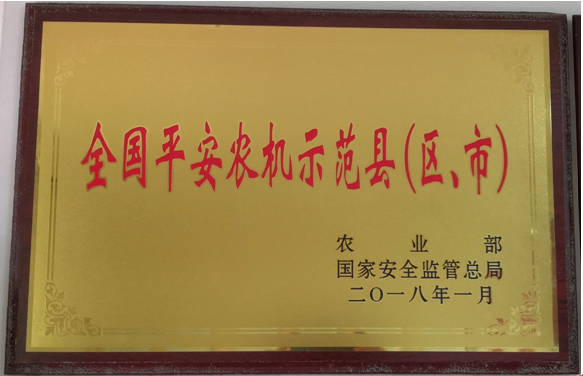 全国平安农机示范县(区、市)
农业部
国家安全监管总局
二〇一八年一月